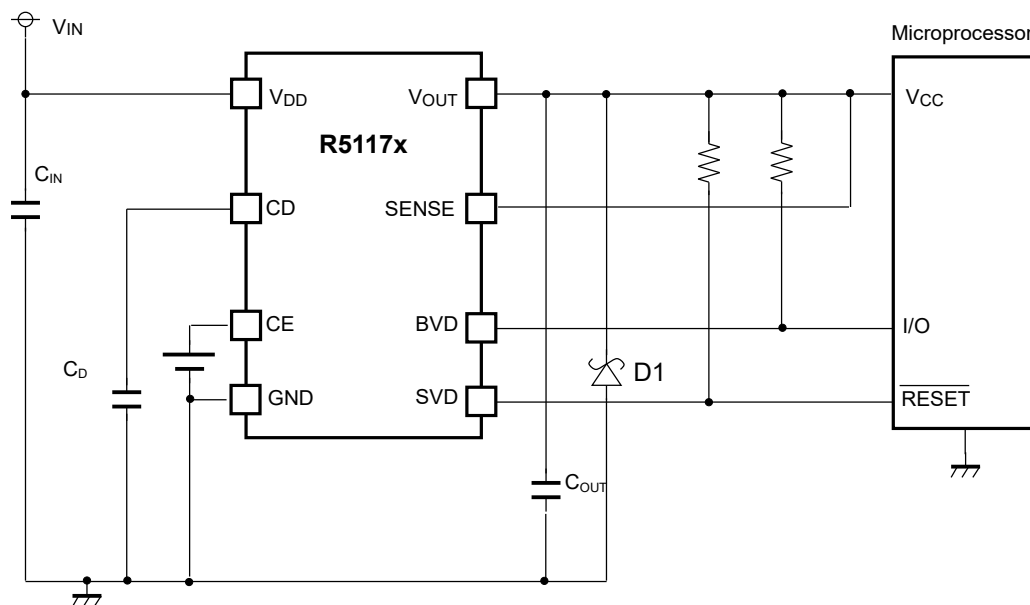 VIN
Microprocessor
VDD
VOUT
VCC
R5117x
CIN
CD
SENSE
CE
BVD
I/O
CD
GND
SVD
D1
RESET
COUT